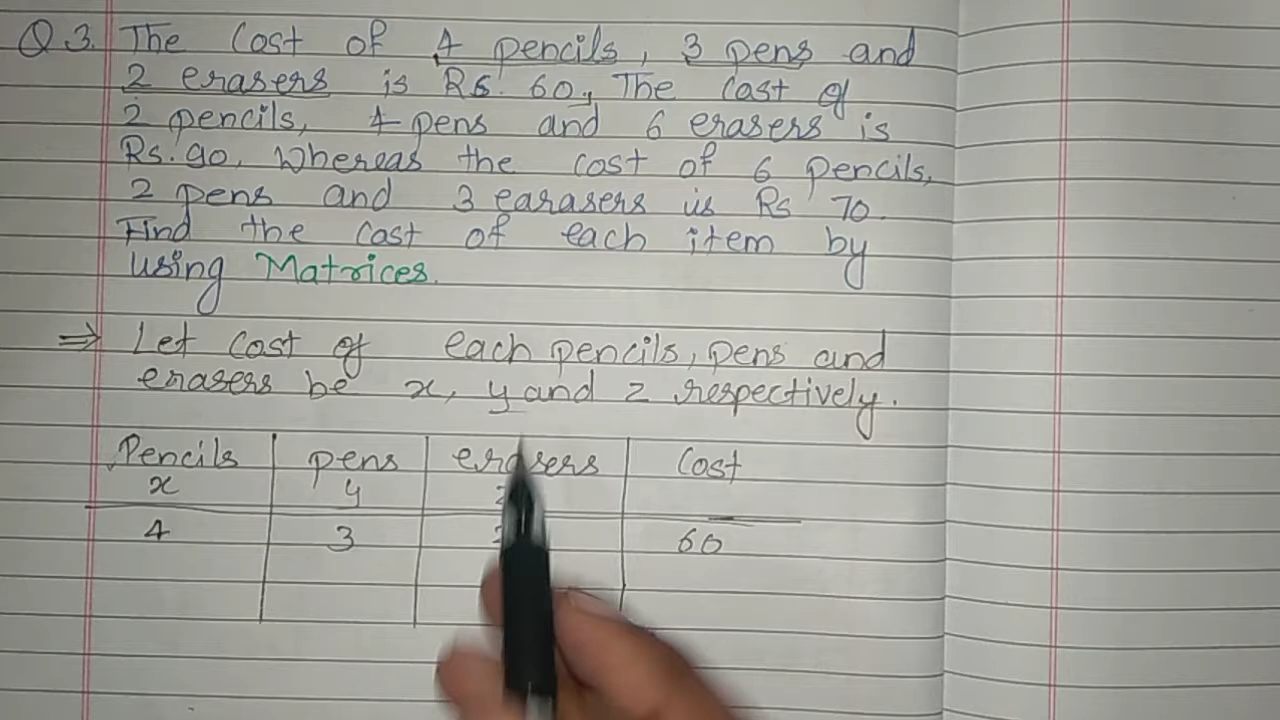 Q 3. The Cost of 4 pencils, 3 pens and
2 erasers is Rs. 60. The Cost of
2 pencils, 4 pens and 6 erasers is
Rs. 90, Whereas the cost of 6 pencils,
2 pens and 3 earasers is Rs 70.
Find the cost of each item by
using Matrices.
⇒ Let cost of each pencils, pens and
erasers be x, y and z respectively.
Pencils pens erasers Cost
x y
4 3 60